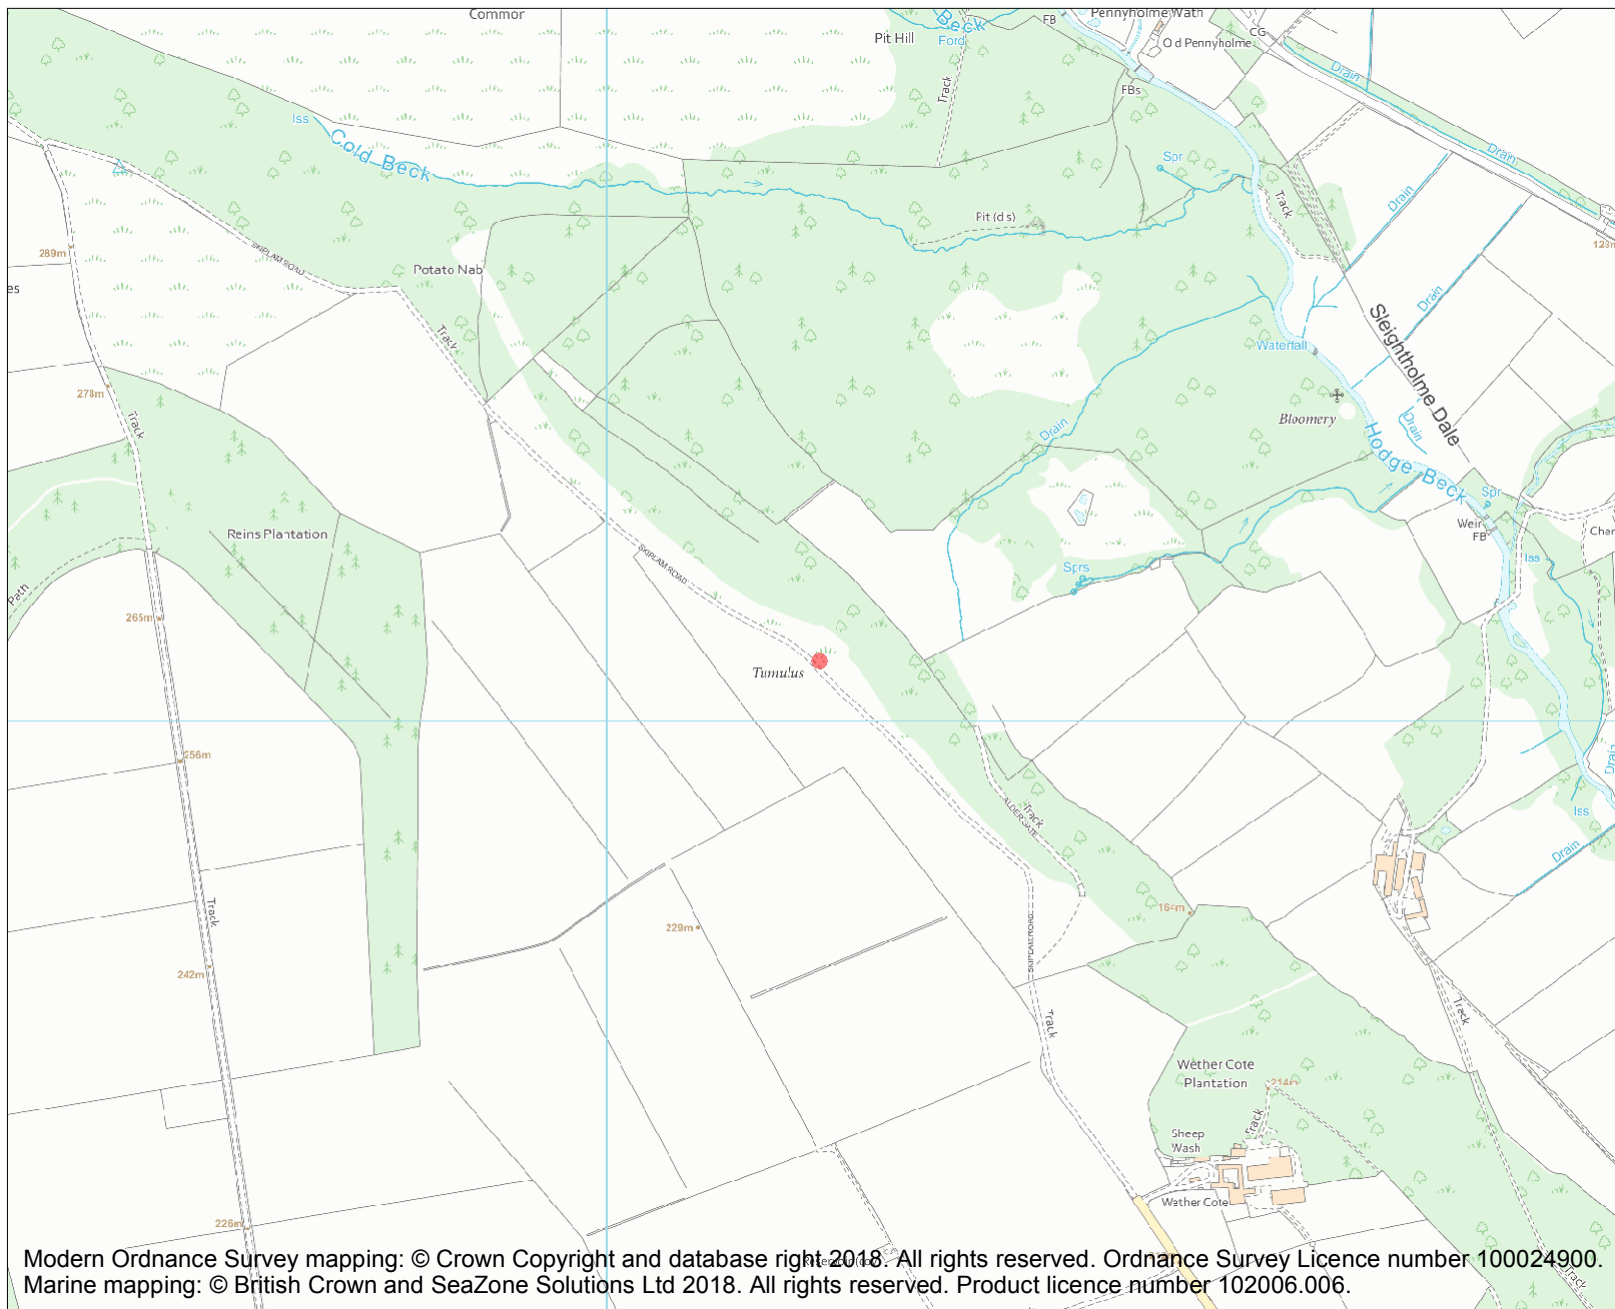 Commor
Pit Hill
Beck
Ford
FB
Pennyholme Wath
Old Pennyholme
CG
FBs
Track
Drain
Drain
Iss
Cold Beck
Spr
Track
Drain
Pit (dis)
289m
SKIPLAM ROAD
Potato Nab
es
Track
Drain
Sleightholme Dale
Waterfall
278m
Track
Drain
Bloomery
Drain
Hodge Beck
Spr
Weir
FB
Reins Plantation
SKIPLAM ROAD
Sprs
Iss
Path
265m
Tumulus
256m
Track
ALDER GATE
Iss
Drain
Drain
Track
229m
164m
SKIPLAM ROAD
242m
Track
Track
Wether Cote
Plantation
214m
Track
Sheep
Wash
Wether Cote
226m
Track
Modern Ordnance Survey mapping: © Crown Copyright and database right 2018. All rights reserved. Ordnance Survey Licence number 100024900.
Marine mapping: © British Crown and SeaZone Solutions Ltd 2018. All rights reserved. Product licence number 102006.006.